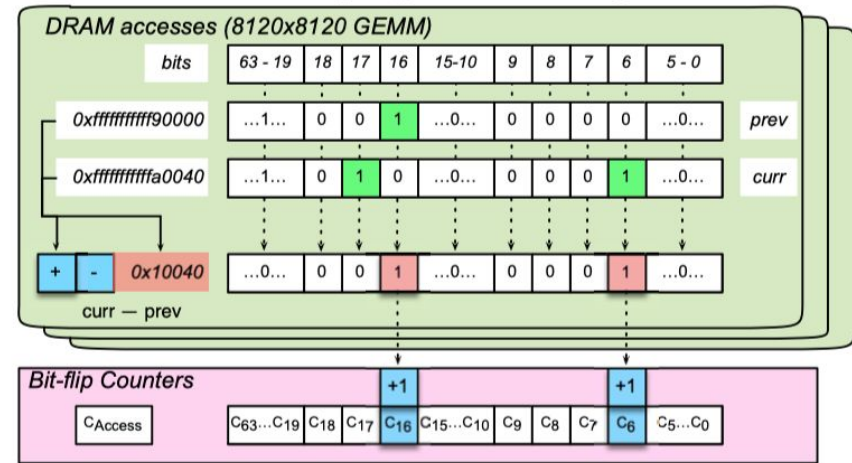 DRAM accesses (8120x8120 GEMM)
bits 63 - 19 18 17 16 15-10 9 8 7 6 5 - 0
0xfffffffffff90000 ...1... 0 0 1 ...0... 0 0 0 0 ...0... prev
0xfffffffffffa0040 ...1... 0 1 0 ...0... 0 0 0 1 ...0... curr
+ - 0x10040 ...0... 0 0 1 ...0... 0 0 0 1 ...0...
curr — prev
Bit-flip Counters +1 +1
CAccess C63...C19 C18 C17 C16 C15...C10 C9 C8 C7 C6 C5...C0